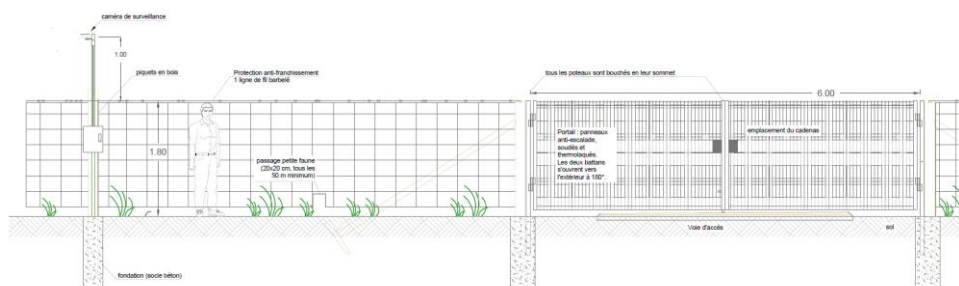 caméra de surveillance
1.00
piquets en bois
Protection anti-franchissement
1 ligne de fil barbelé
1.80
passage petite faune
(20x20 cm, tous les
50 m minimum)
fondation (socle béton)
tous les poteaux sont bouchés en leur sommet
6.00
Portail : panneaux
anti-escalade,
soudés et
thermolaqués.
Les deux battans
s'ouvrent vers
l'extérieur à 180°.
emplacement du cadenas
Voie d'accès
sol